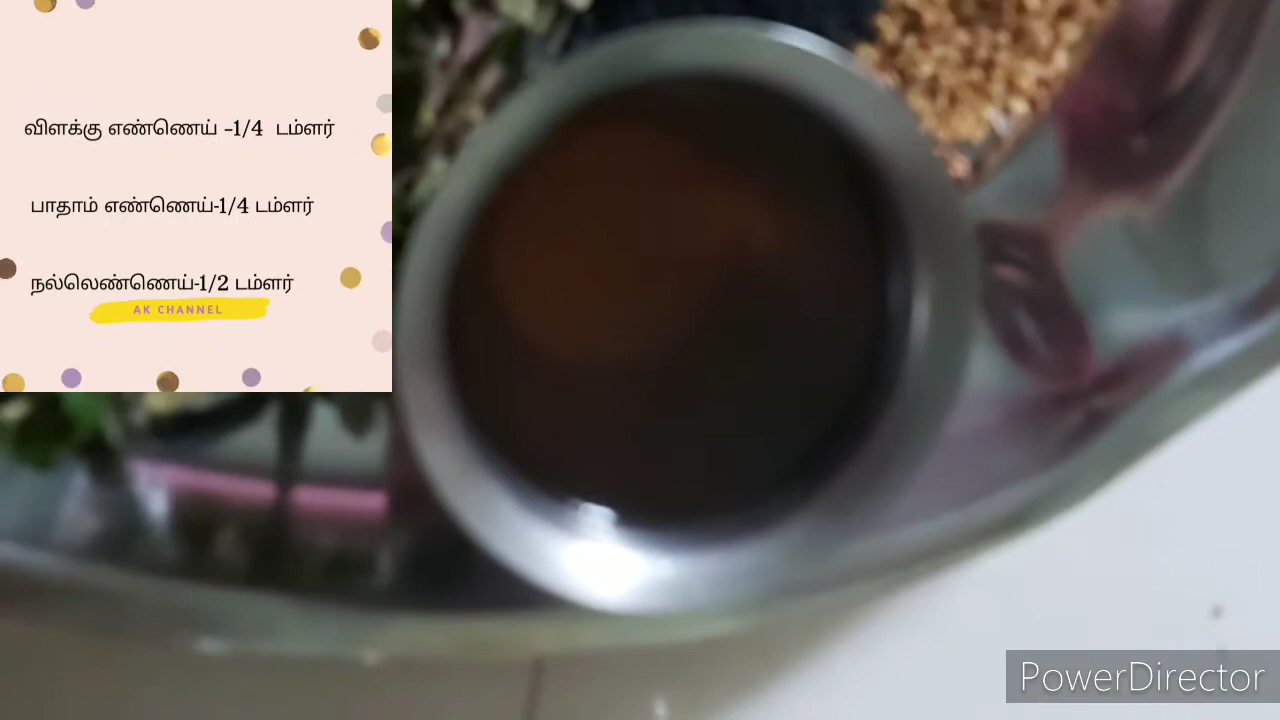 விளக்கு எண்ணெய் -1/4 டம்ளர்
பாதாம் எண்ணெய்-1/4 டம்ளர்
நல்லெண்ணெய்-1/2 டம்ளர்
AK CHANNEL
PowerDirector